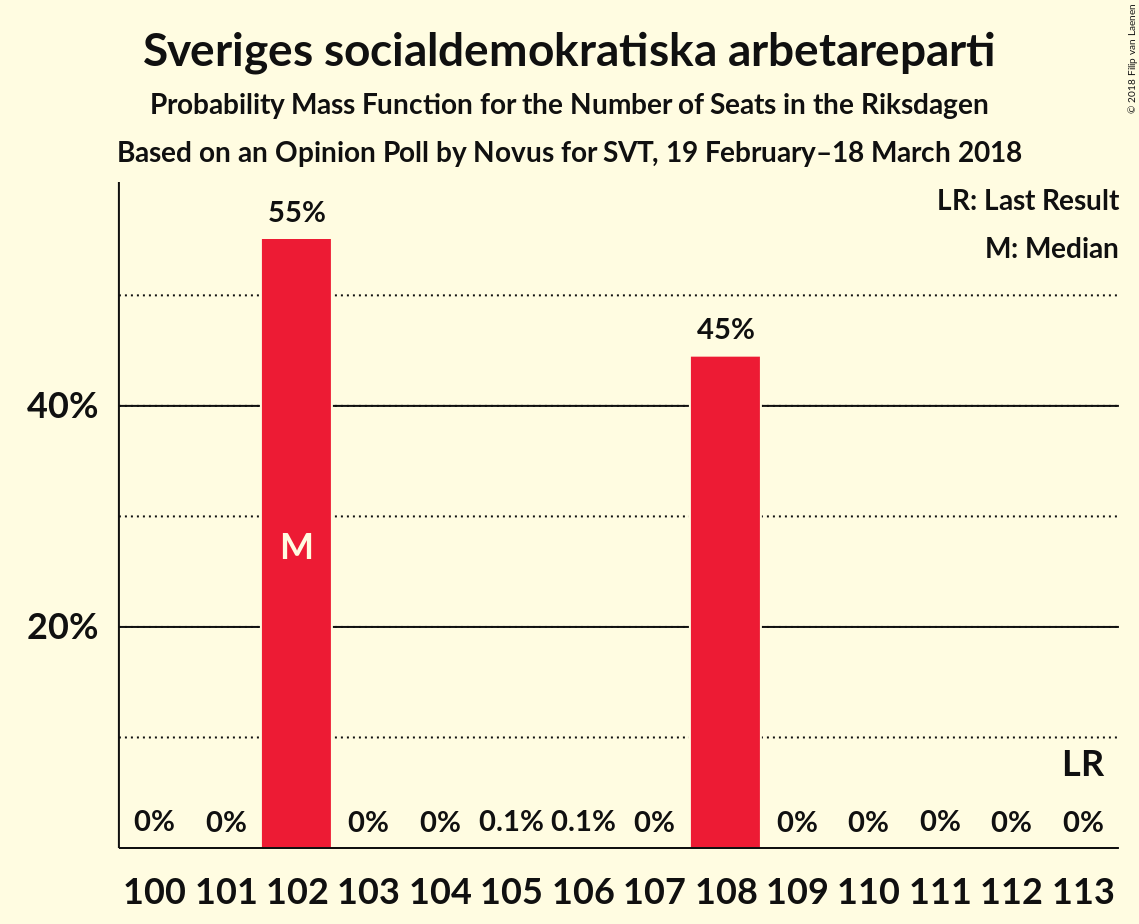 Sveriges socialdemokratiska arbetareparti
Probability Mass Function for the Number of Seats in the Riksdagen
Based on an Opinion Poll by Novus for SVT, 19 February–18 March 2018
© 2018 Filip van Laenen
LR: Last Result
M: Median
55%
45%
40%
M
20%
LR
0% 0% 0% 0% 0.1% 0.1% 0% 0% 0% 0% 0% 0%
100 101 102 103 104 105 106 107 108 109 110 111 112 113